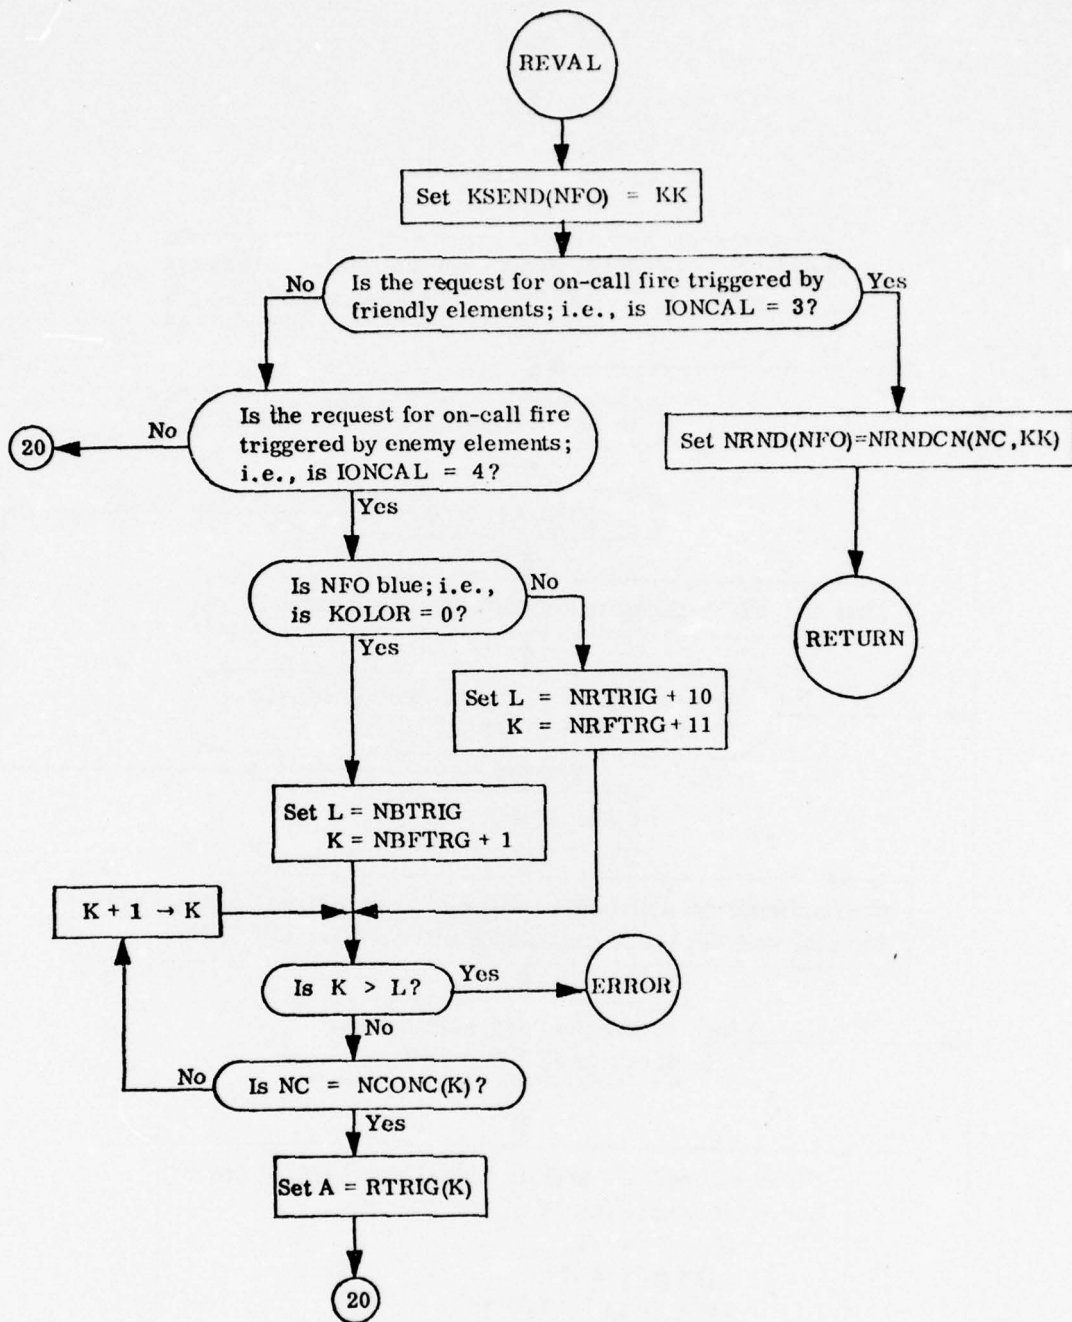 REVAL
Set KSEND(NFO) = KK
Is the request for on-call fire triggered by
friendly elements; i.e., is IONCAL = 3?
No
Yes
Is the request for on-call fire
triggered by enemy elements;
i.e., is IONCAL = 4?
No
20
Set NRND(NFO)=NRNDCN(NC,KK)
Yes
Is NFO blue; i.e.,
is KOLOR = 0?
No
RETURN
Yes
Set L = NRTRIG + 10
K = NRFTRG + 11
Set L = NBTRIG
K = NBFTRG + 1
K + 1 → K
Is K > L?
Yes
ERROR
No
Is NC = NCONC(K)?
No
Yes
Set A = RTRIG(K)
20